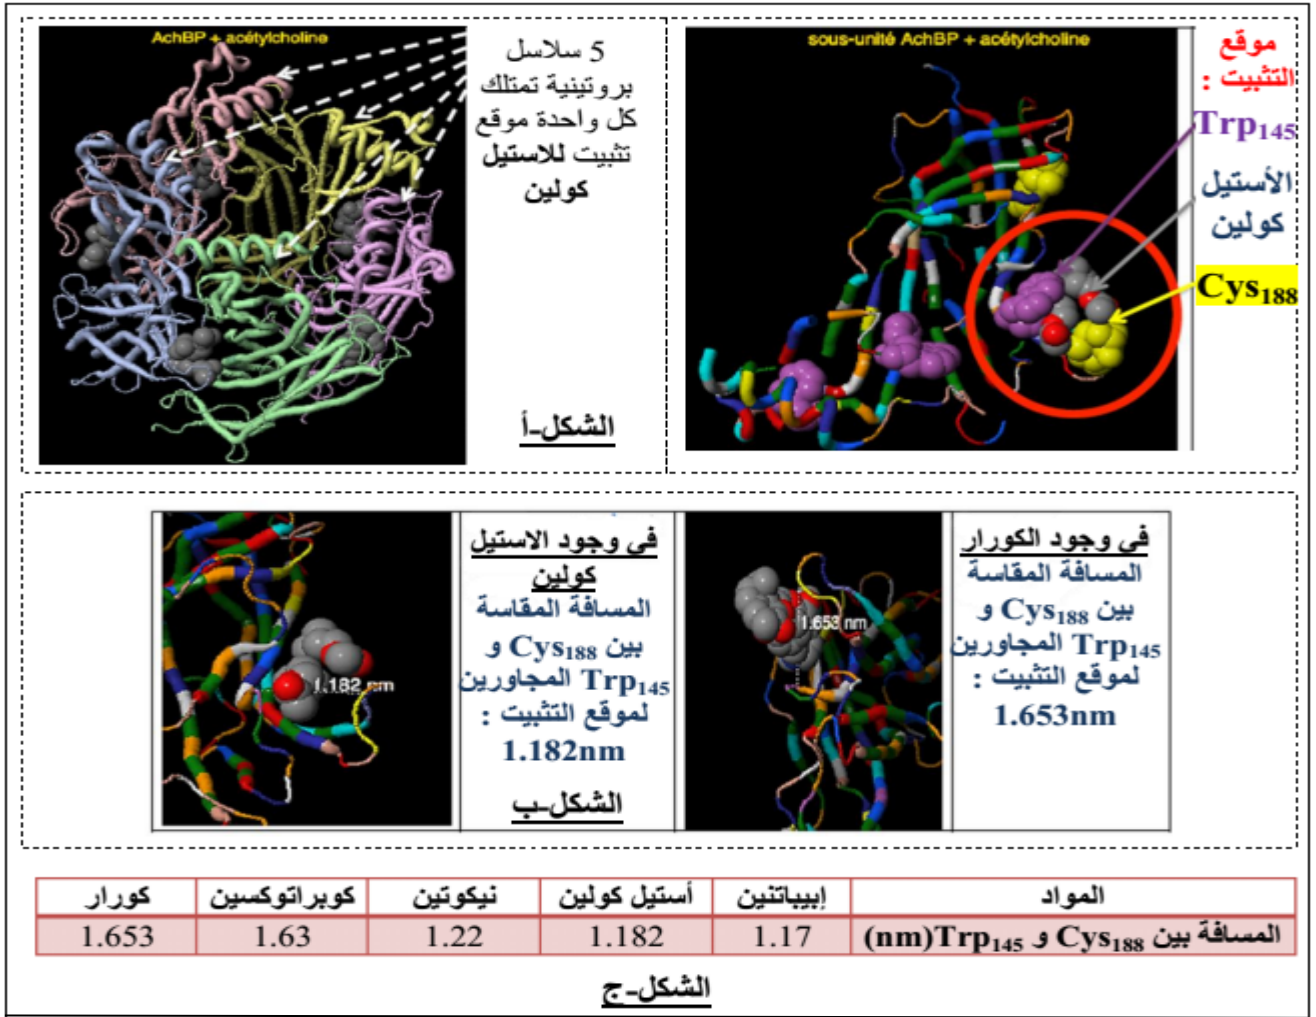 AchBP + acétylcholine
5 سلاسل
بروتينية تمتلك
كل واحدة موقع
تثبيت للاستيل
كولين
الشكل-أ
sous-unité AchBP + acétylcholine
موقع
التثبيت :
Trp145
الأستيل
كولين
Cys188
في وجود الكورار
المسافة المقاسة
بين Cys188 و
Trp145 المجاورين
لموقع التثبيت :
1.653nm
1.653 nm
في وجود الاستيل
كولين
المسافة المقاسة
بين Cys188 و
Trp145 المجاورين
لموقع التثبيت :
1.182nm
1.182 nm
الشكل-ب
المواد إبيباتنين أستيل كولين نيكوتين كوبراتوكسين كورار
المسافة بين Cys188 و Trp145(nm) 1.17 1.182 1.22 1.63 1.653
الشكل-ج